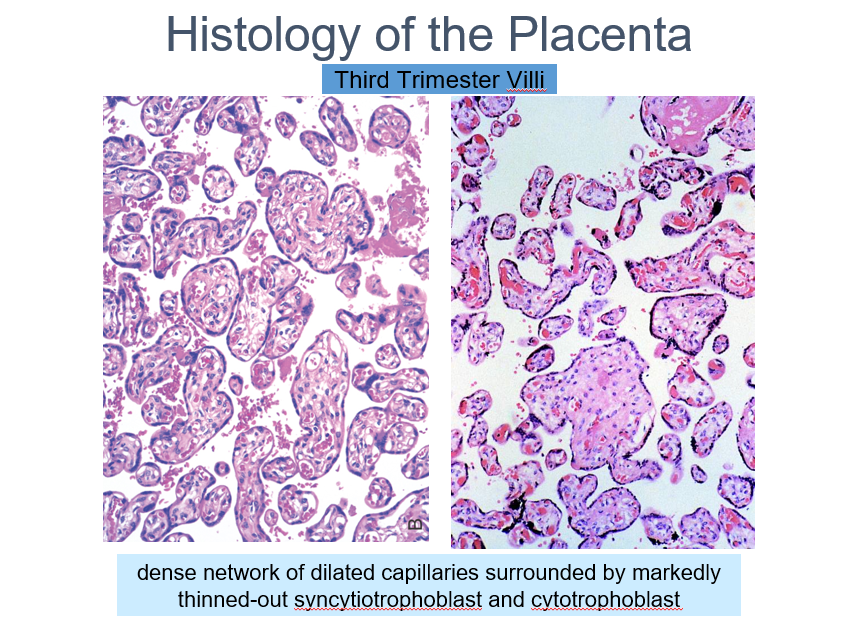 Histology of the Placenta
Third Trimester Villi
B
dense network of dilated capillaries surrounded by markedly
thinned-out syncytiotrophoblast and cytotrophoblast